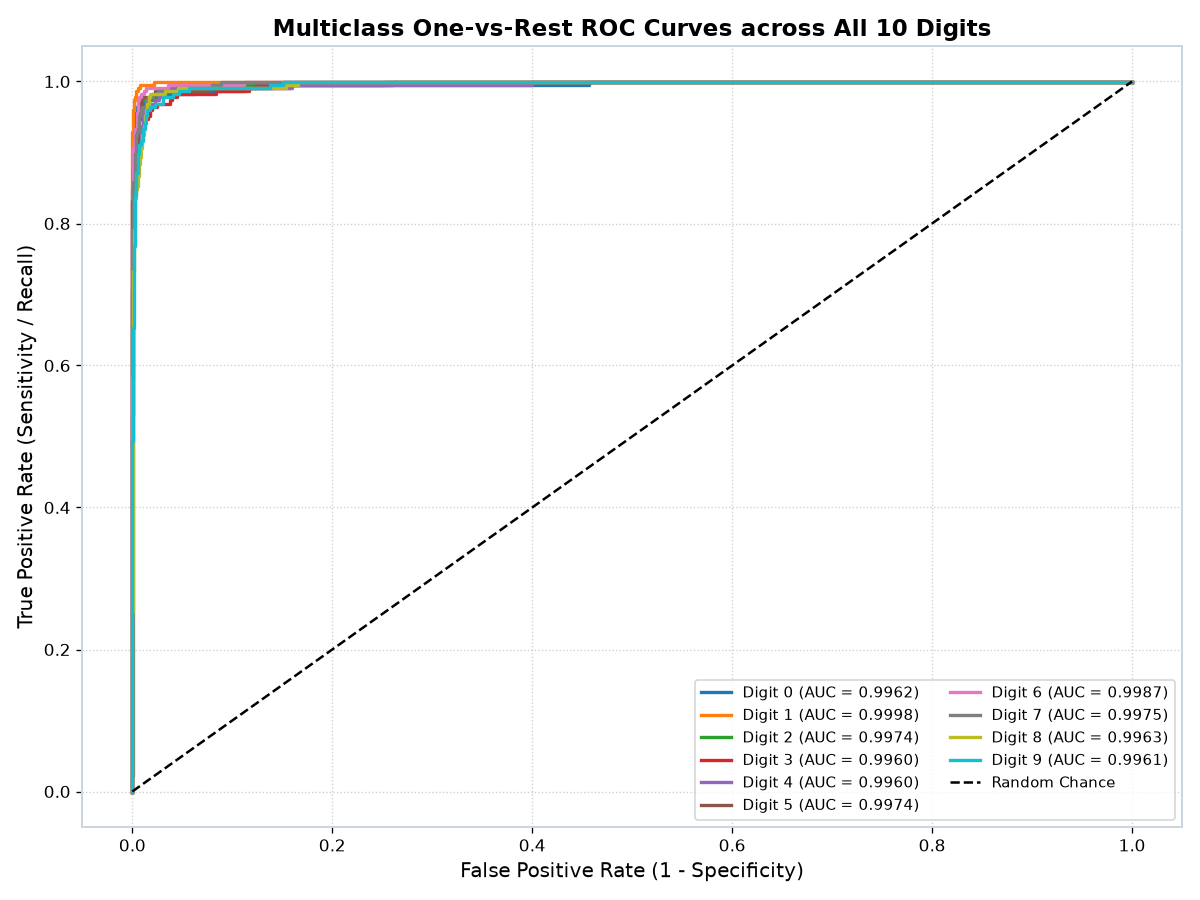 Multiclass One-vs-Rest ROC Curves across All 10 Digits
True Positive Rate (Sensitivity / Recall)
1.0
0.8
0.6
0.4
0.2
0.0
Digit 0 (AUC = 0.9962)
Digit 1 (AUC = 0.9998)
Digit 2 (AUC = 0.9974)
Digit 3 (AUC = 0.9960)
Digit 4 (AUC = 0.9960)
Digit 5 (AUC = 0.9974)
Digit 6 (AUC = 0.9987)
Digit 7 (AUC = 0.9975)
Digit 8 (AUC = 0.9963)
Digit 9 (AUC = 0.9961)
Random Chance
0.0 0.2 0.4 0.6 0.8 1.0
False Positive Rate (1 - Specificity)